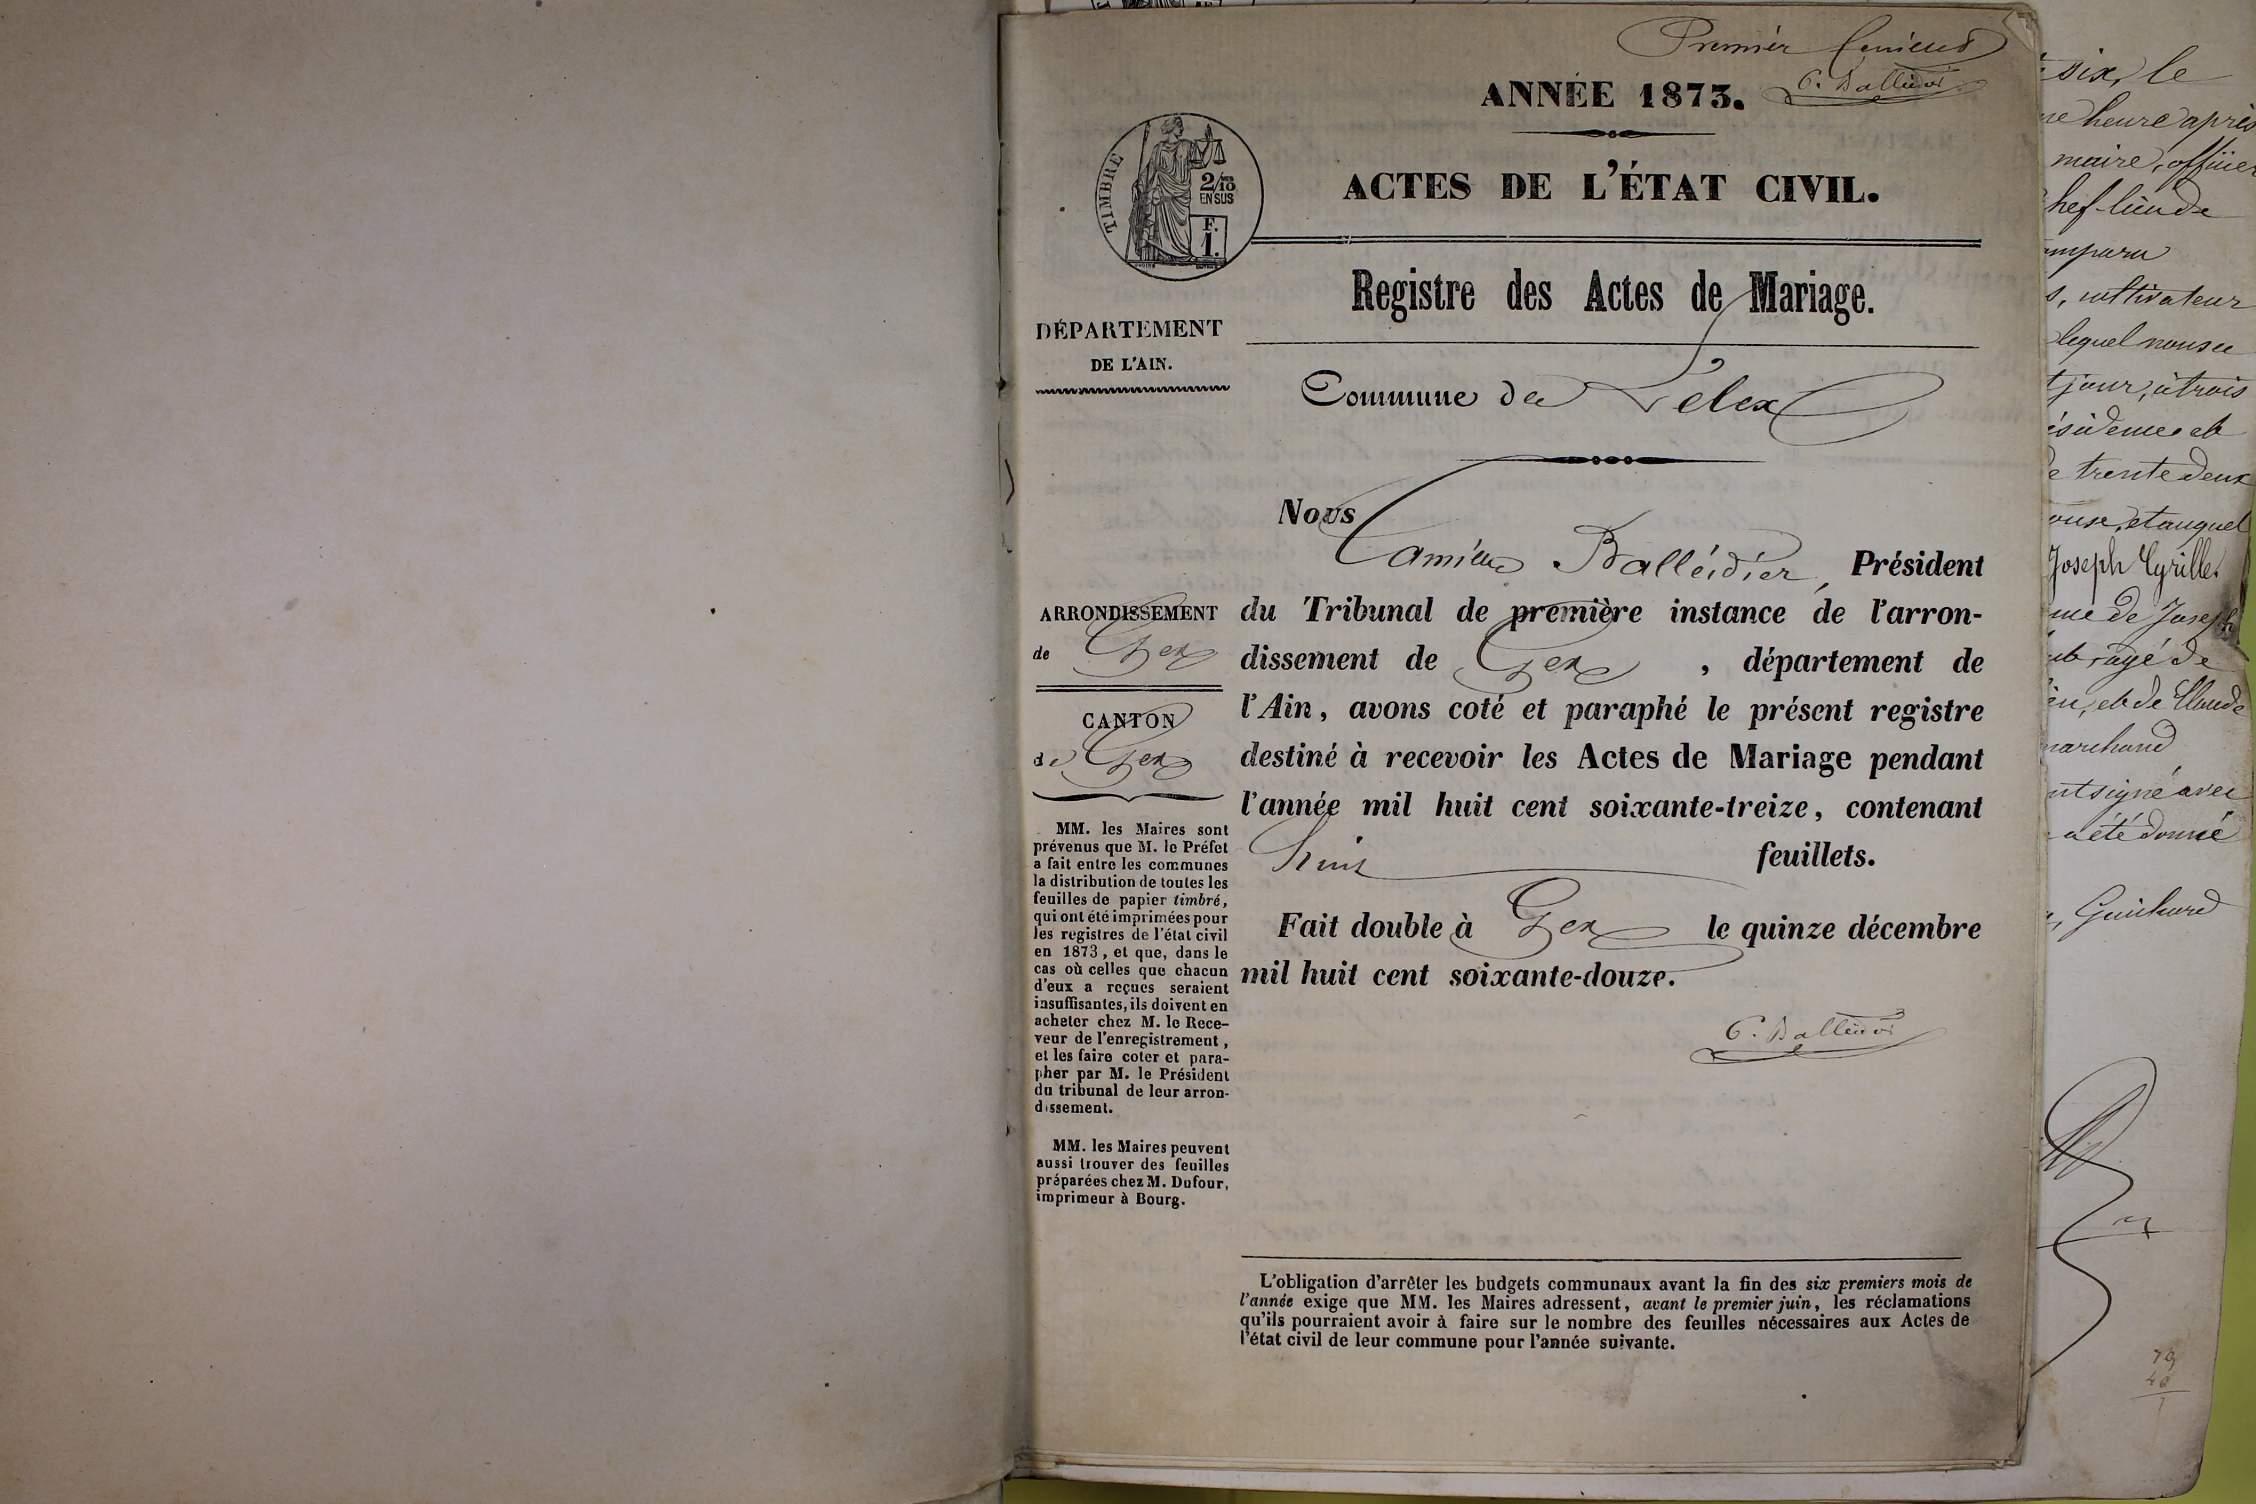 Premier feuillet
C. Balleidier
ANNÉE 1873.
ACTES DE L'ÉTAT CIVIL.
TIMBRE
2/10 MES
EN SUS
F.
1.
Registre des Actes de Mariage.
DÉPARTEMENT
DE L'AIN.
Commune de Lelex
Nous
Camille Balleidier, Président
du Tribunal de première instance de l'arron-
dissement de Gex, département de
l'Ain, avons coté et paraphé le présent registre
destiné à recevoir les Actes de Mariage pendant
l'année mil huit cent soixante-treize, contenant
huit feuillets.
Fait double à Gex le quinze décembre
mil huit cent soixante-douze.
C. Balleidier
ARRONDISSEMENT
de Gex
CANTON
de Gex
MM. les Maires sont
prévenus que M. le Préfet
a fait entre les communes
la distribution de toutes les
feuilles de papier timbré,
qui ont été imprimées pour
les registres de l'état civil
en 1873, et que, dans le
cas où celles que chacun
d'eux a reçues seraient
insuffisantes, ils doivent en
acheter chez M. le Rece-
veur de l'enregistrement,
et les faire coter et para-
pher par M. le Président
du tribunal de leur arron-
dissement.
MM. les Maires peuvent
aussi trouver des feuilles
préparées chez M. Dufour,
imprimeur à Bourg.
L'obligation d'arrêter les budgets communaux avant la fin des six premiers mois de
l'année exige que MM. les Maires adressent, avant le premier juin, les réclamations
qu'ils pourraient avoir à faire sur le nombre des feuilles nécessaires aux Actes de
l'état civil de leur commune pour l'année suivante.
six, le
heure après
maire, officier
hef-lieu de
mparu
s, cultivateur
lequel nous a
jour, à trois
ésidence et
e trente deux
ouse, et auquel
Joseph Cyrille
me de Joseph
âgé de
et de Claude
marchand
nt signé avec
a été donné
Guichard